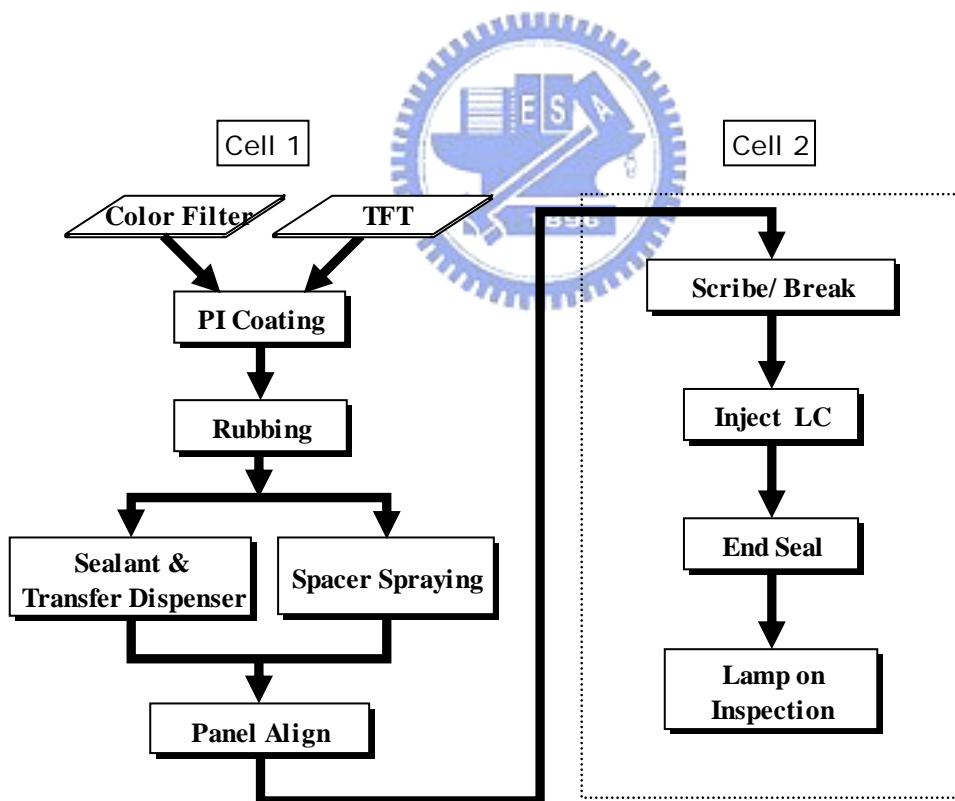 Cell 1
Color Filter
TFT
PI Coating
Rubbing
Sealant &
Transfer Dispenser
Spacer Spraying
Panel Align
E S A
1896
Cell 2
Scribe/ Break
Inject LC
End Seal
Lamp on
Inspection